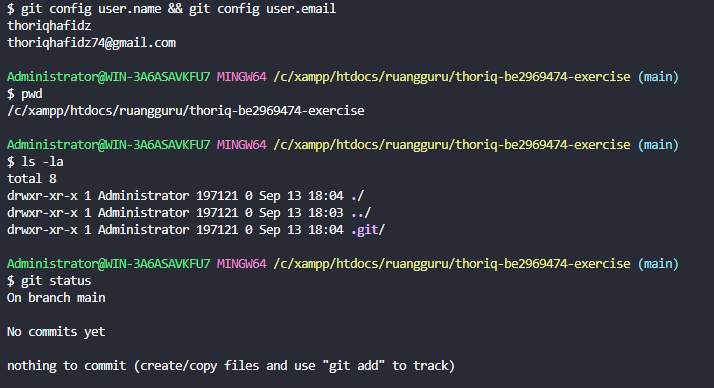 $ git config user.name && git config user.email
thoriqhafidz
thoriqhafidz74@gmail.com
Administrator@WIN-3A6ASAVKFU7 MINGW64 /c/xampp/htdocs/ruangguru/thoriq-be2969474-exercise (main)
$ pwd
/c/xampp/htdocs/ruangguru/thoriq-be2969474-exercise
Administrator@WIN-3A6ASAVKFU7 MINGW64 /c/xampp/htdocs/ruangguru/thoriq-be2969474-exercise (main)
$ ls -la
total 8
drwxr-xr-x 1 Administrator 197121 0 Sep 13 18:04 ./
drwxr-xr-x 1 Administrator 197121 0 Sep 13 18:03 ../
drwxr-xr-x 1 Administrator 197121 0 Sep 13 18:04 .git/
Administrator@WIN-3A6ASAVKFU7 MINGW64 /c/xampp/htdocs/ruangguru/thoriq-be2969474-exercise (main)
$ git status
On branch main
No commits yet
nothing to commit (create/copy files and use "git add" to track)